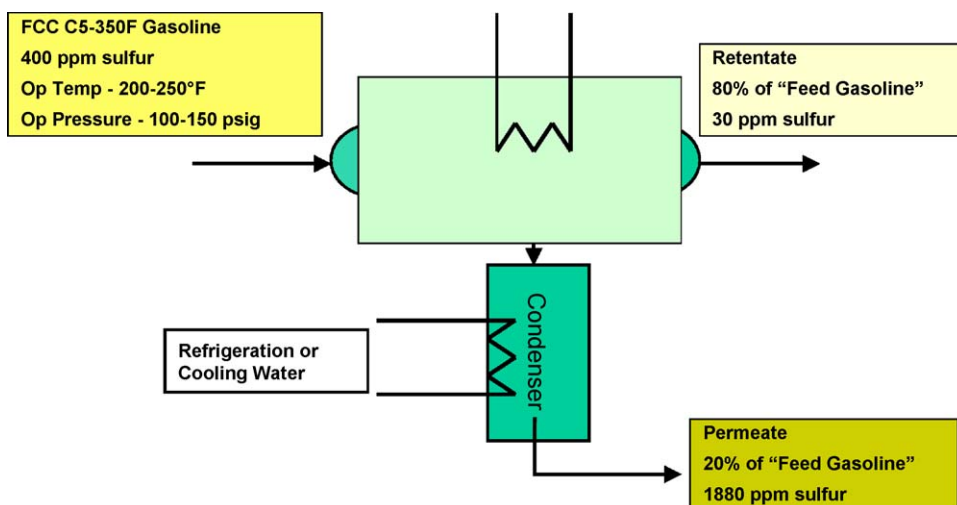 FCC C5-350F Gasoline
400 ppm sulfur
Op Temp - 200-250°F
Op Pressure - 100-150 psig
Retentate
80% of “Feed Gasoline”
30 ppm sulfur
Condenser
Refrigeration or
Cooling Water
Permeate
20% of “Feed Gasoline”
1880 ppm sulfur